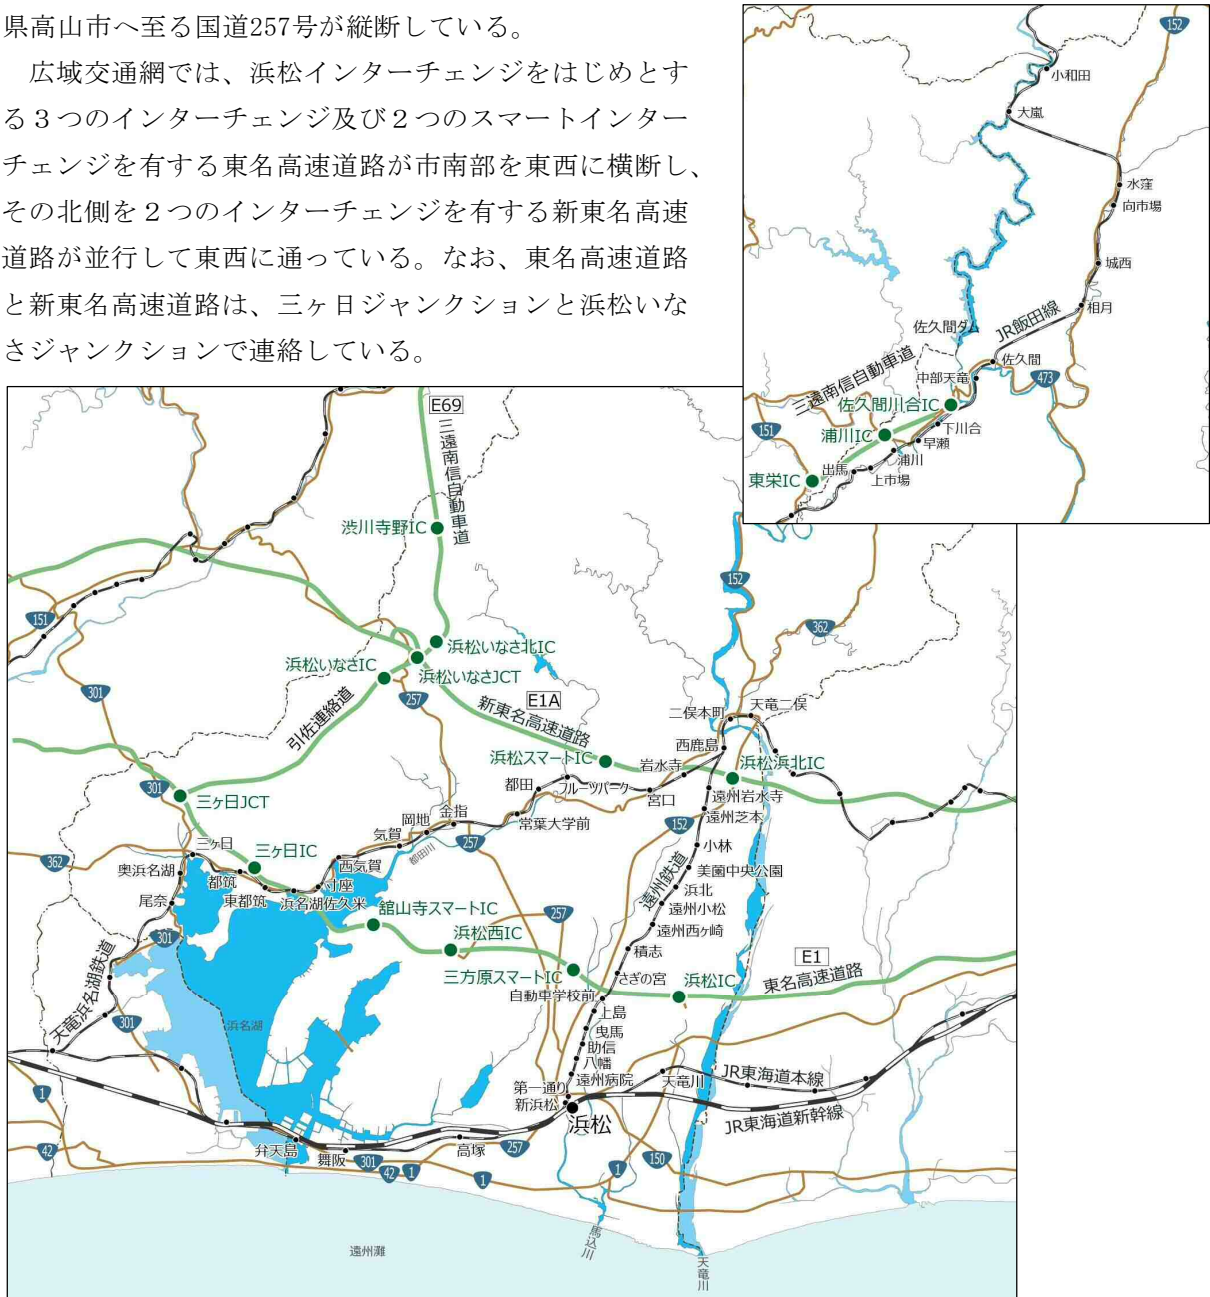 県高山市へ至る国道257号が縦断している。
　広域交通網では、浜松インターチェンジをはじめとす
る３つのインターチェンジ及び２つのスマートインター
チェンジを有する東名高速道路が市南部を東西に横断し、
その北側を２つのインターチェンジを有する新東名高速
道路が並行して東西に通っている。なお、東名高速道路
と新東名高速道路は、三ヶ日ジャンクションと浜松いな
さジャンクションで連絡している。
152
小和田
大嵐
水窪
向市場
城西
相月
JR飯田線
佐久間ダム
佐久間
三遠南信自動車道
中部天竜
473
佐久間川合IC
151
浦川IC
下川合
早瀬
浦川
出馬
上市場
東栄IC
E69
三遠南信自動車道
渋川寺野IC
152
151
362
浜松いなさ北IC
浜松いなさIC
浜松いなさJCT
301
257
E1A
新東名高速道路
引佐連絡道
二俣本町
天竜二俣
西鹿島
浜松スマートIC
岩水寺
浜松浜北IC
301
三ヶ日JCT
都田
フルーツパーク
宮口
遠州岩水寺
金指
岡地
常葉大学前
遠州芝本
気賀
257
152
都田川
小林
三ヶ日
三ヶ日IC
362
奥浜名湖
西気賀
美薗中央公園
都筑
寸座
浜北
尾奈
東都筑
浜名湖佐久米
遠州鉄道
遠州小松
舘山寺スマートIC
257
遠州西ヶ崎
301
浜松西IC
積志
E1
三方原スマートIC
さぎの宮
浜松IC
東名高速道路
自動車学校前
天竜浜名湖鉄道
上島
301
浜名湖
曳馬
助信
八幡
遠州病院
天竜川
JR東海道本線
第一通り
新浜松
浜松
JR東海道新幹線
1
42
弁天島
舞阪
高塚
257
301
42
1
1
1
150
馬込川
天竜川
遠州灘